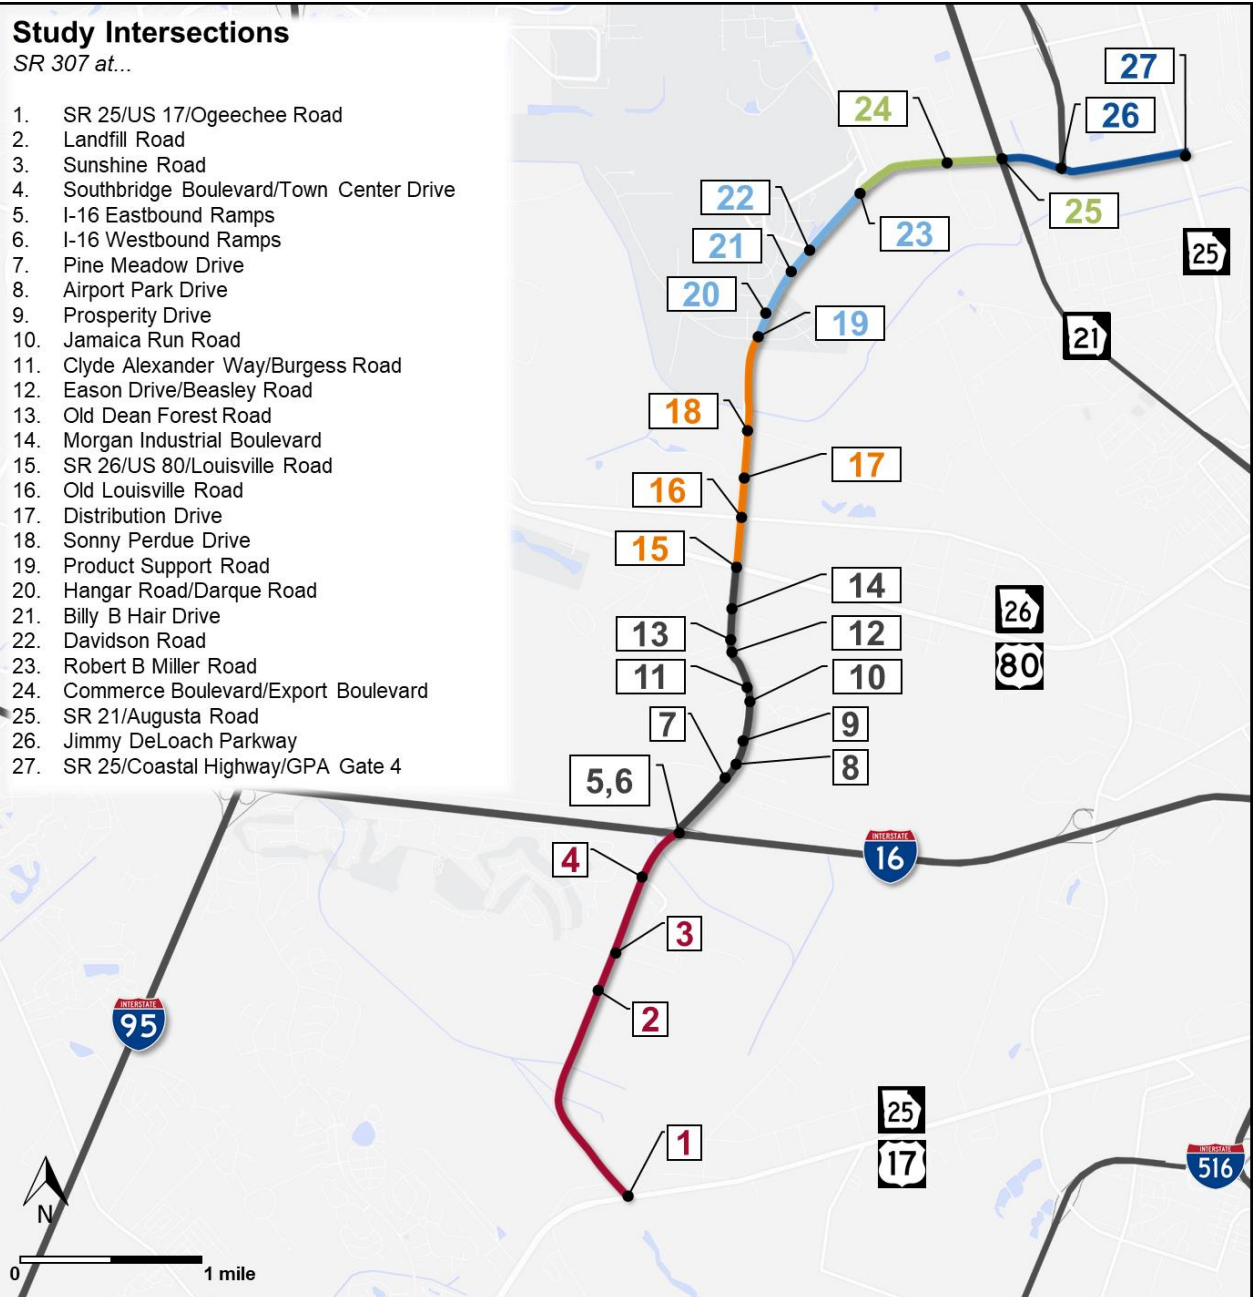 Study Intersections
SR 307 at...
1. SR 25/US 17/Ogeechee Road
2. Landfill Road
3. Sunshine Road
4. Southbridge Boulevard/Town Center Drive
5. I-16 Eastbound Ramps
6. I-16 Westbound Ramps
7. Pine Meadow Drive
8. Airport Park Drive
9. Prosperity Drive
10. Jamaica Run Road
11. Clyde Alexander Way/Burgess Road
12. Eason Drive/Beasley Road
13. Old Dean Forest Road
14. Morgan Industrial Boulevard
15. SR 26/US 80/Louisville Road
16. Old Louisville Road
17. Distribution Drive
18. Sonny Perdue Drive
19. Product Support Road
20. Hangar Road/Darque Road
21. Billy B Hair Drive
22. Davidson Road
23. Robert B Miller Road
24. Commerce Boulevard/Export Boulevard
25. SR 21/Augusta Road
26. Jimmy DeLoach Parkway
27. SR 25/Coastal Highway/GPA Gate 4
27
24
26
22
25
23
21
25
20
19
21
18
17
16
15
14
26
13
12
80
11
10
7
9
8
5,6
INTERSTATE
16
4
3
INTERSTATE
95
2
25
1
17
INTERSTATE
516
N
0
1 mile